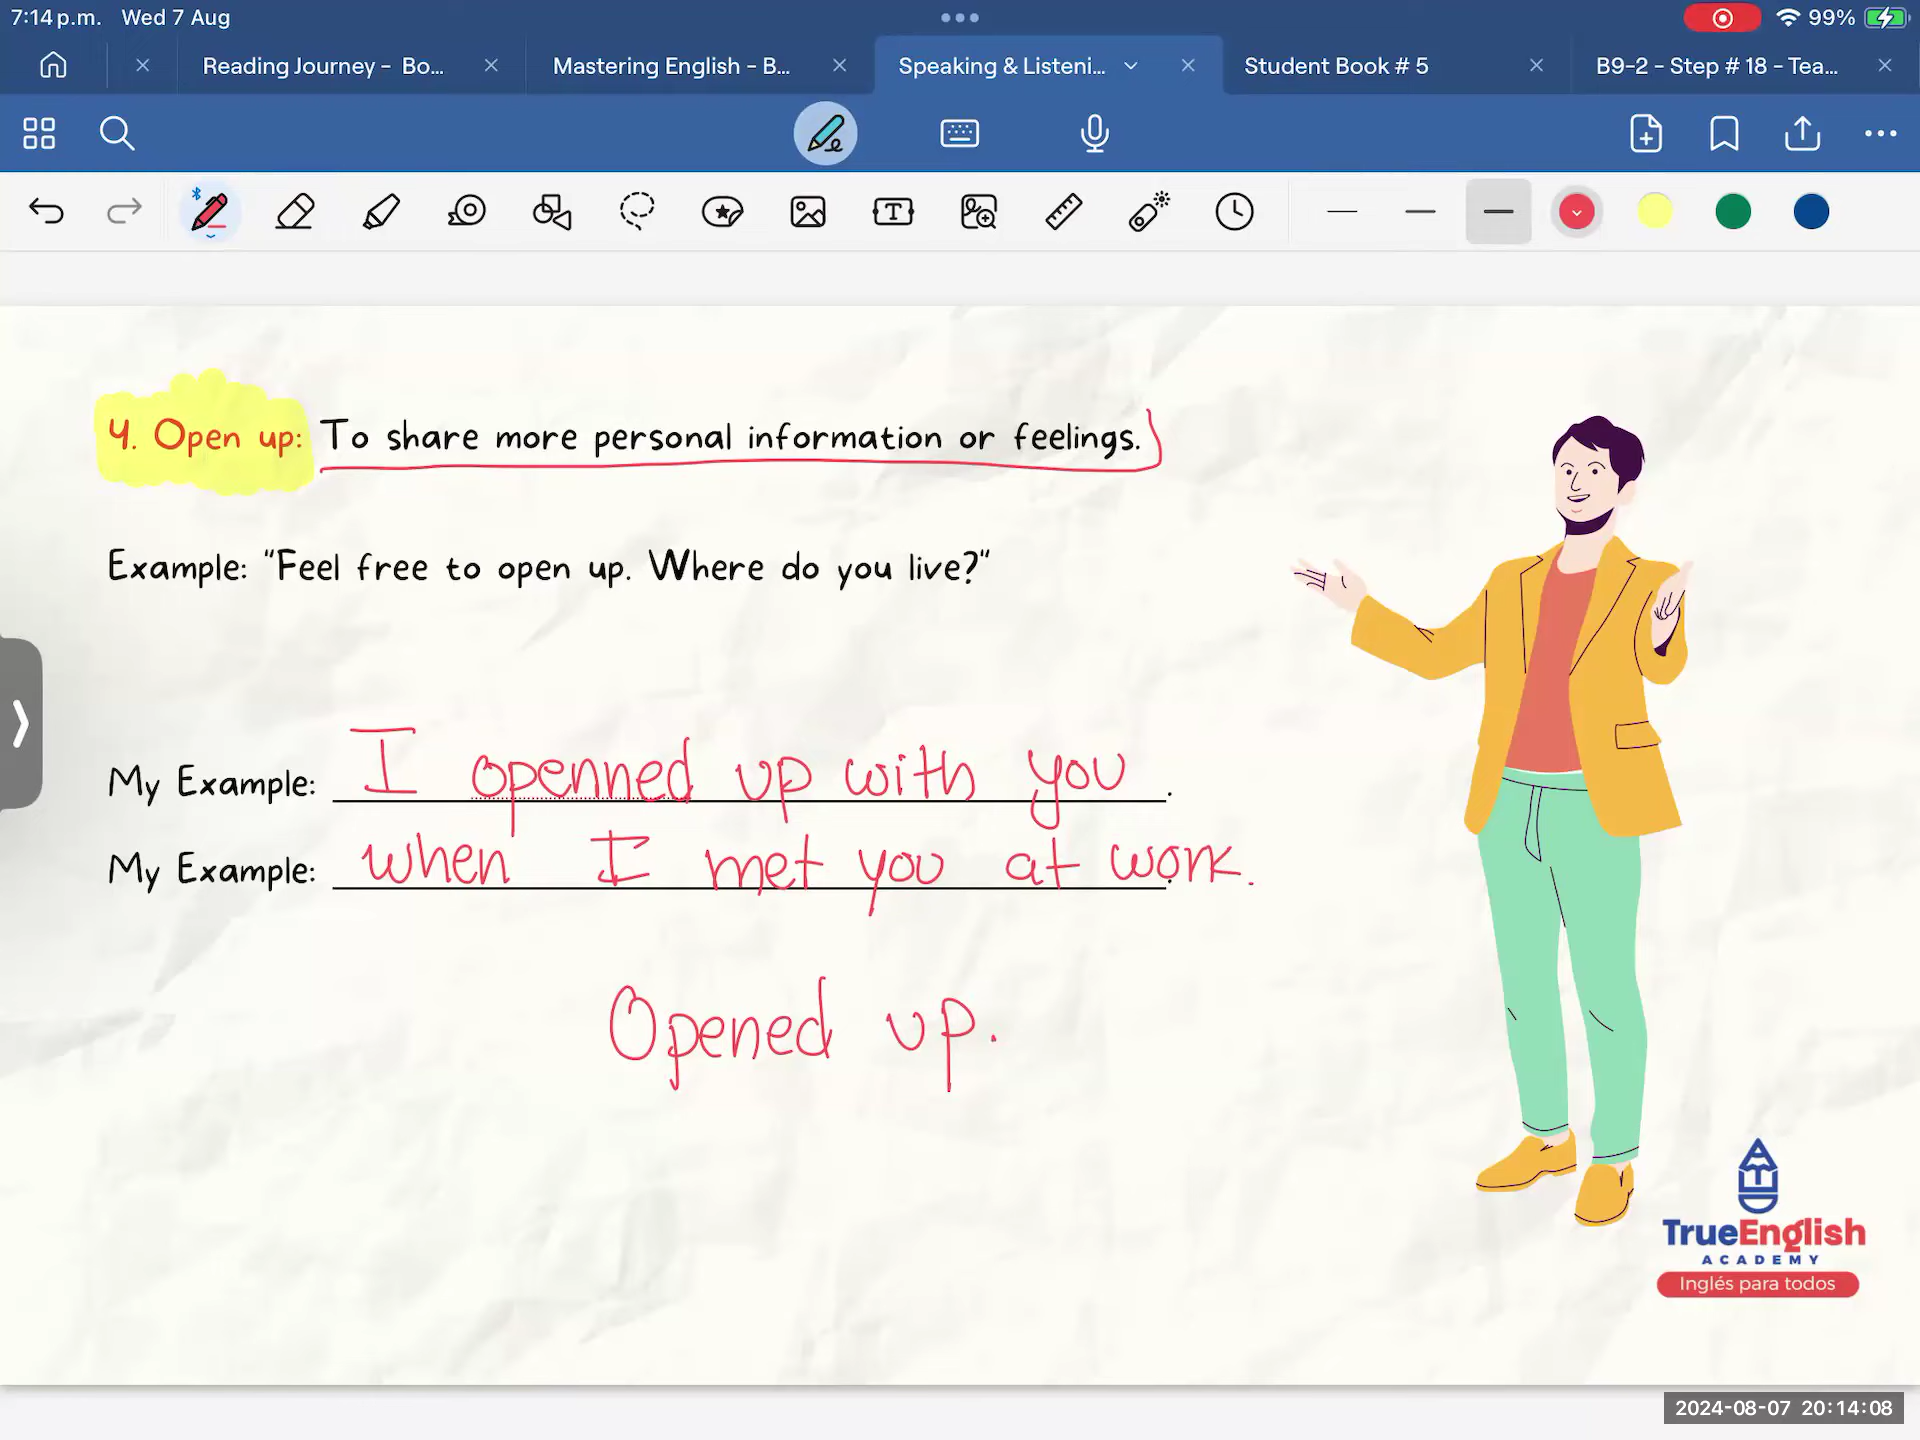 7:14 p.m. Wed 7 Aug
99%
Reading Journey - Bo...
Mastering English - B...
Speaking & Listeni...
Student Book # 5
B9-2 - Step # 18 - Tea...
4. Open up: To share more personal information or feelings.
Example: "Feel free to open up. Where do you live?"
My Example: I openned up with you.
My Example: when I met you at work.
Opened up.
TrueEnglish
ACADEMY
Inglés para todos
2024-08-07 20:14:08